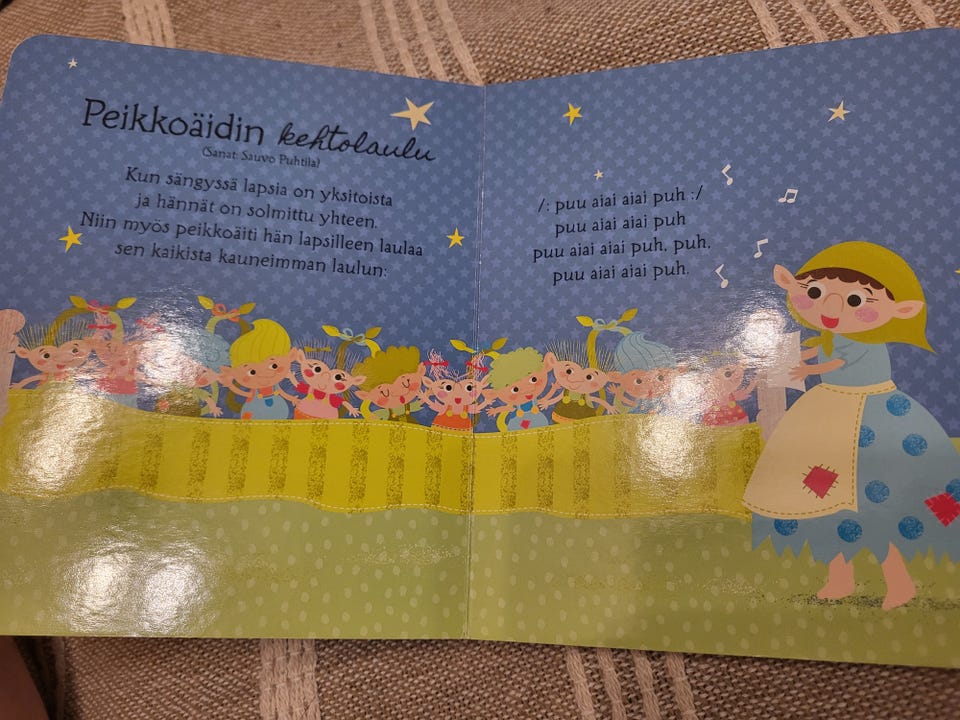 Peikkoäidin kehtolaulu
(Sanat: Sauvo Puhtila)
Kun sängyssä lapsia on yksitoista
ja hännät on solmittu yhteen.
Niin myös peikkoäiti hän lapsilleen laulaa
sen kaikista kauneimman laulun:
/: puu aiai aiai puh :/
puu aiai aiai puh
puu aiai aiai puh, puh,
puu aiai aiai puh.